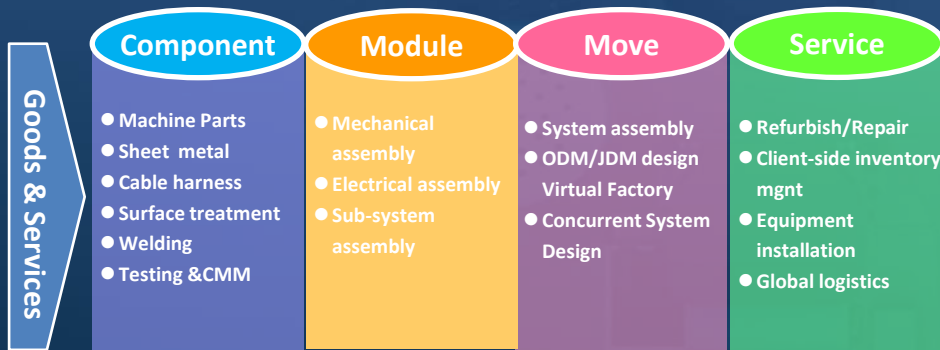 Goods & Services
Component
Machine Parts
Sheet metal
Cable harness
Surface treatment
Welding
Testing &CMM
Module
Mechanical
assembly
Electrical assembly
Sub-system
assembly
Move
System assembly
ODM/JDM design
Virtual Factory
Concurrent System
Design
Service
Refurbish/Repair
Client-side inventory
mgnt
Equipment
installation
Global logistics